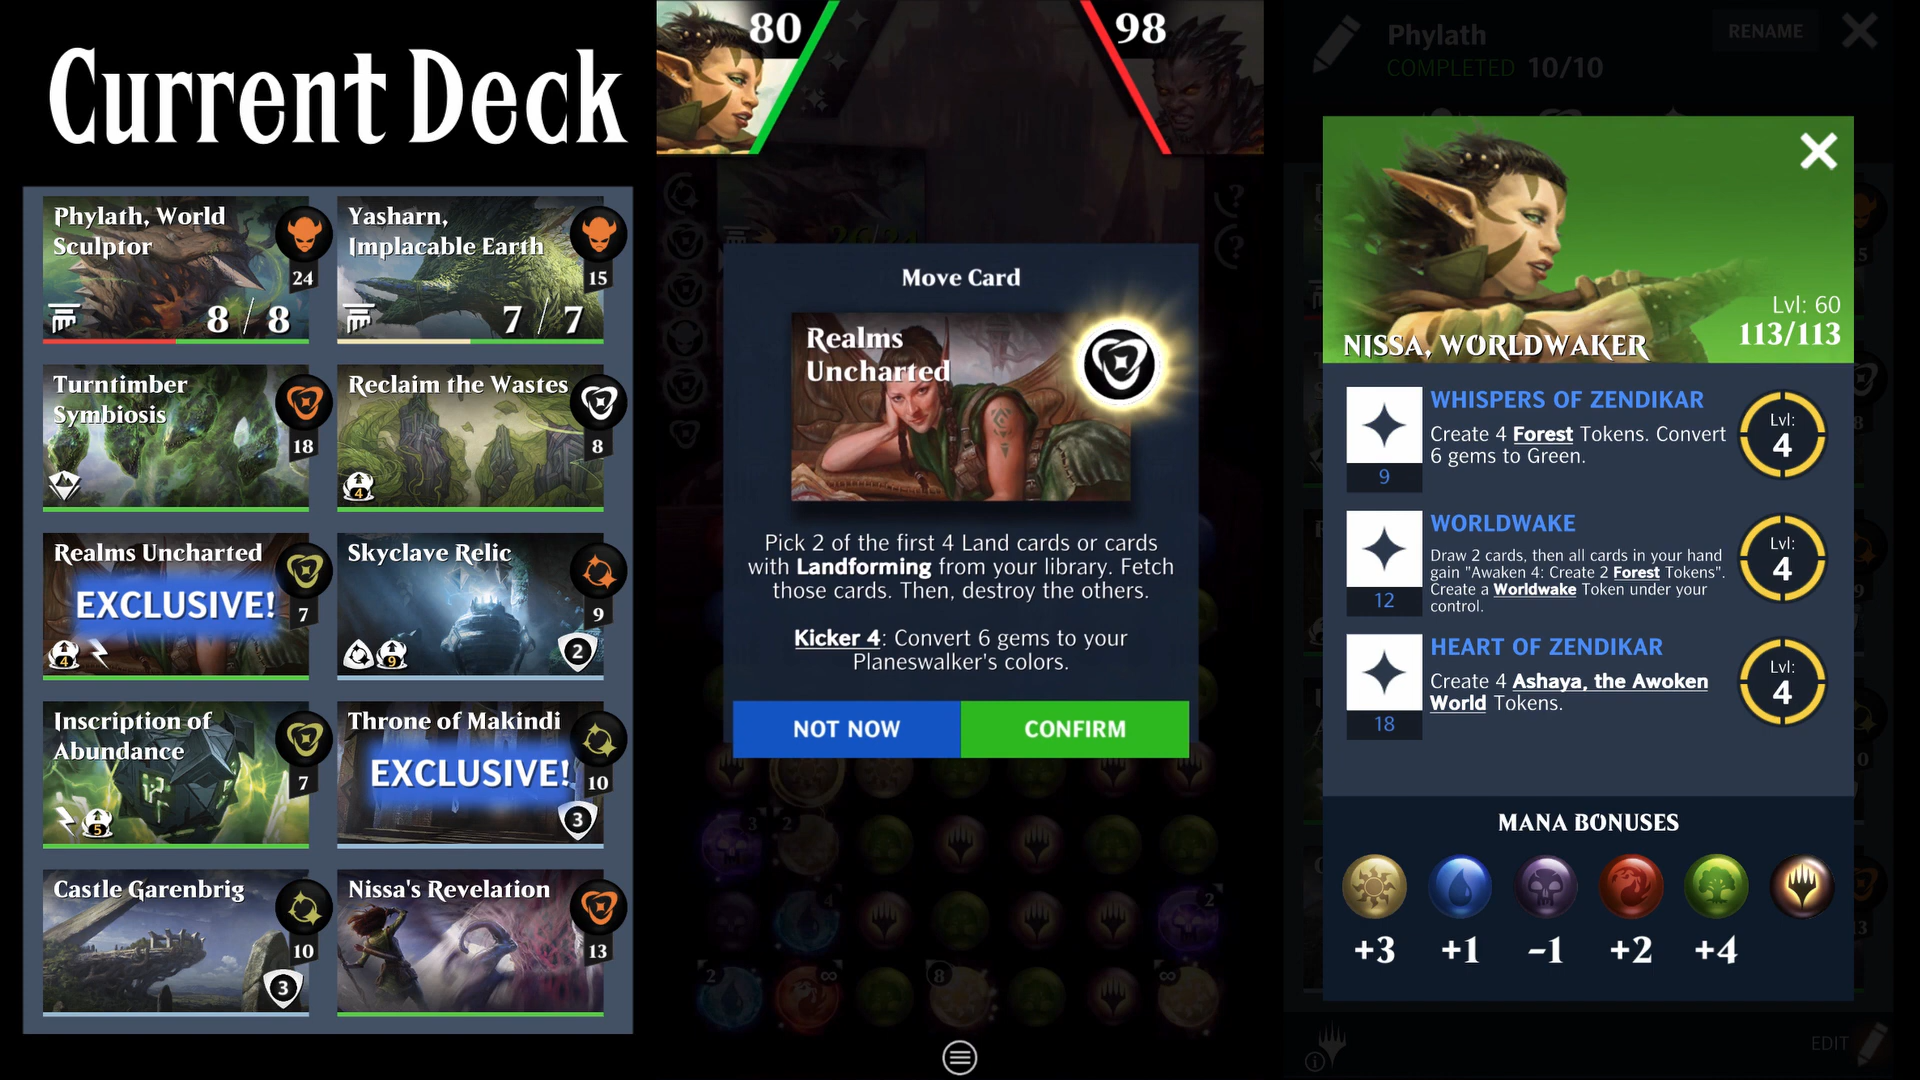 Current Deck
Phylath, World
Sculptor
24
8 / 8
Yasharn,
Implacable Earth
15
7 / 7
Turntimber
Symbiosis
18
Reclaim the Wastes
8
4
Realms Uncharted
EXCLUSIVE!
7
4
Skyclave Relic
9
9
2
Inscription of
Abundance
7
5
Throne of Makindi
EXCLUSIVE!
10
3
Castle Garenbrig
10
3
Nissa's Revelation
13
80
98
Move Card
Realms
Uncharted
Pick 2 of the first 4 Land cards or cards
with Landforming from your library. Fetch
those cards. Then, destroy the others.
Kicker 4: Convert 6 gems to your
Planeswalker's colors.
NOT NOW
CONFIRM
3
2
4
2
2
∞
8
∞
Phylath
RENAME
COMPLETED 10/10
Lvl: 60
NISSA, WORLDWAKER
113/113
WHISPERS OF ZENDIKAR
Create 4 Forest Tokens. Convert
6 gems to Green.
9
Lvl:
4
WORLDWAKE
Draw 2 cards, then all cards in your hand
gain "Awaken 4: Create 2 Forest Tokens".
Create a Worldwake Token under your
control.
12
Lvl:
4
HEART OF ZENDIKAR
Create 4 Ashaya, the Awoken
World Tokens.
18
Lvl:
4
MANA BONUSES
+3
+1
-1
+2
+4
EDIT